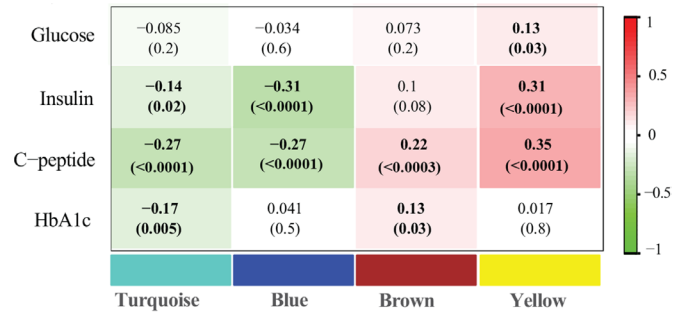 Glucose −0.085 −0.034 0.073 0.13
(0.2) (0.6) (0.2) (0.03)
Insulin −0.14 −0.31 0.1 0.31
(0.02) (<0.0001) (0.08) (<0.0001)
C−peptide −0.27 −0.27 0.22 0.35
(<0.0001) (<0.0001) (<0.0003) (<0.0001)
HbA1c −0.17 0.041 0.13 0.017
(0.005) (0.5) (0.03) (0.8)
Turquoise Blue Brown Yellow
1
0.5
0
−0.5
−1